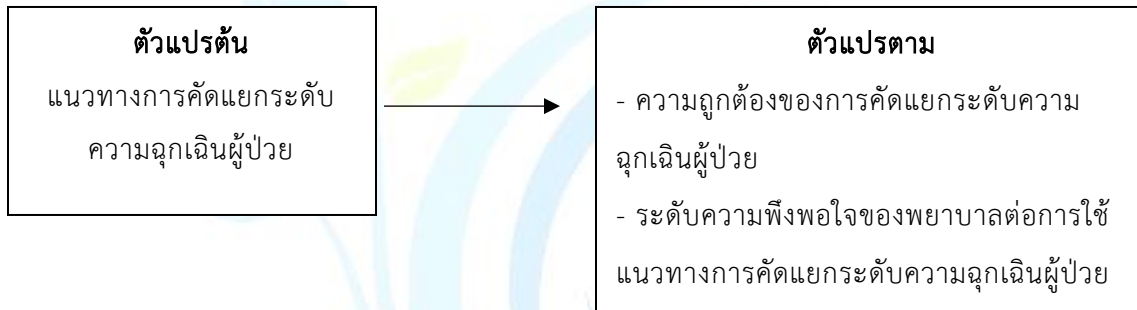 ตัวแปรต้น
แนวทางการคัดแยกระดับ
ความฉุกเฉินผู้ป่วย
ตัวแปรตาม
- ความถูกต้องของการคัดแยกระดับความ
ฉุกเฉินผู้ป่วย
- ระดับความพึงพอใจของพยาบาลต่อการใช้
แนวทางการคัดแยกระดับความฉุกเฉินผู้ป่วย